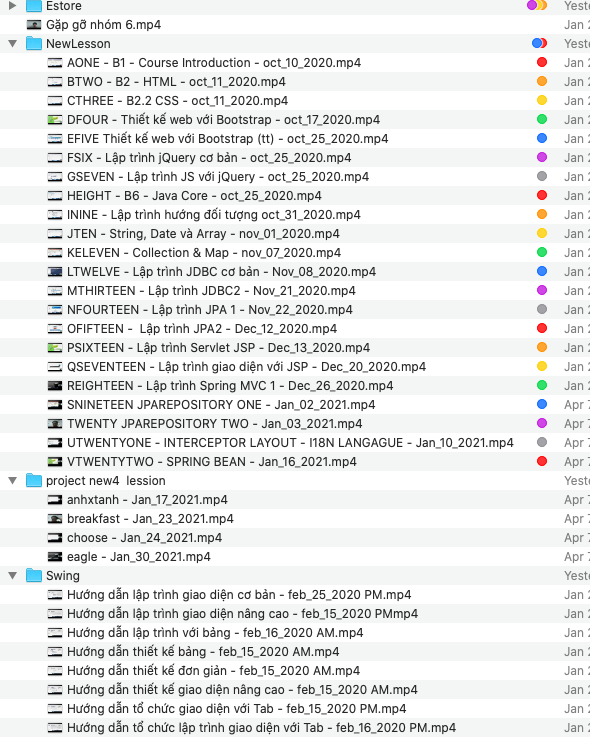 Estore Yeste
Gặp gỡ nhóm 6.mp4 Jan 2
NewLesson Yeste
AONE - B1 - Course Introduction - oct_10_2020.mp4 Jan 2
BTWO - B2 - HTML - oct_11_2020.mp4 Jan 2
CTHREE - B2.2 CSS - oct_11_2020.mp4 Jan 2
DFOUR - Thiết kế web với Bootstrap - oct_17_2020.mp4 Jan 2
EFIVE Thiết kế web với Bootstrap (tt) - oct_25_2020.mp4 Jan 2
FSIX - Lập trình jQuery cơ bản - oct_25_2020.mp4 Jan 2
GSEVEN - Lập trình JS với jQuery - oct_25_2020.mp4 Jan 2
HEIGHT - B6 - Java Core - oct_25_2020.mp4 Jan 2
ININE - Lập trình hướng đối tượng oct_31_2020.mp4 Jan 2
JTEN - String, Date và Array - nov_01_2020.mp4 Jan 2
KELEVEN - Collection & Map - nov_07_2020.mp4 Jan 2
LTWELVE - Lập trình JDBC cơ bản - Nov_08_2020.mp4 Jan 2
MTHIRTEEN - Lập trình JDBC2 - Nov_21_2020.mp4 Jan 2
NFOURTEEN - Lập trình JPA 1 - Nov_22_2020.mp4 Jan 2
OFIFTEEN - Lập trình JPA2 - Dec_12_2020.mp4 Jan 2
PSIXTEEN - Lập trình Servlet JSP - Dec_13_2020.mp4 Jan 2
QSEVENTEEN - Lập trình giao diện với JSP - Dec_20_2020.mp4 Jan 2
REIGHTEEN - Lập trình Spring MVC 1 - Dec_26_2020.mp4 Jan 2
SNINETEEN JPAREPOSITORY ONE - Jan_02_2021.mp4 Apr 7
TWENTY JPAREPOSITORY TWO - Jan_03_2021.mp4 Apr 7
UTWENTYONE - INTERCEPTOR LAYOUT - I18N LANGAGUE - Jan_10_2021.mp4 Apr 7
VTWENTYTWO - SPRING BEAN - Jan_16_2021.mp4 Apr 7
project new4 lession Yeste
anhxtanh - Jan_17_2021.mp4 Apr 7
breakfast - Jan_23_2021.mp4 Apr 7
choose - Jan_24_2021.mp4 Apr 7
eagle - Jan_30_2021.mp4 Apr 7
Swing Yeste
Hướng dẫn lập trình giao diện cơ bản - feb_25_2020 PM.mp4 Jan 2
Hướng dẫn lập trình giao diện nâng cao - feb_15_2020 PMmp4 Jan 2
Hướng dẫn lập trình với bảng - feb_16_2020 AM.mp4 Jan 2
Hướng dẫn thiết kế bảng - feb_15_2020 AM.mp4 Jan 2
Hướng dẫn thiết kế đơn giản - feb_15_2020 AM.mp4 Jan 2
Hướng dẫn thiết kế giao diện nâng cao - feb_15_2020 AM.mp4 Jan 2
Hướng dẫn tổ chức giao diện với Tab - feb_15_2020 PM.mp4 Jan 2
Hướng dẫn tổ chức lập trình giao diện với Tab - feb_16_2020 PM.mp4 Jan 2